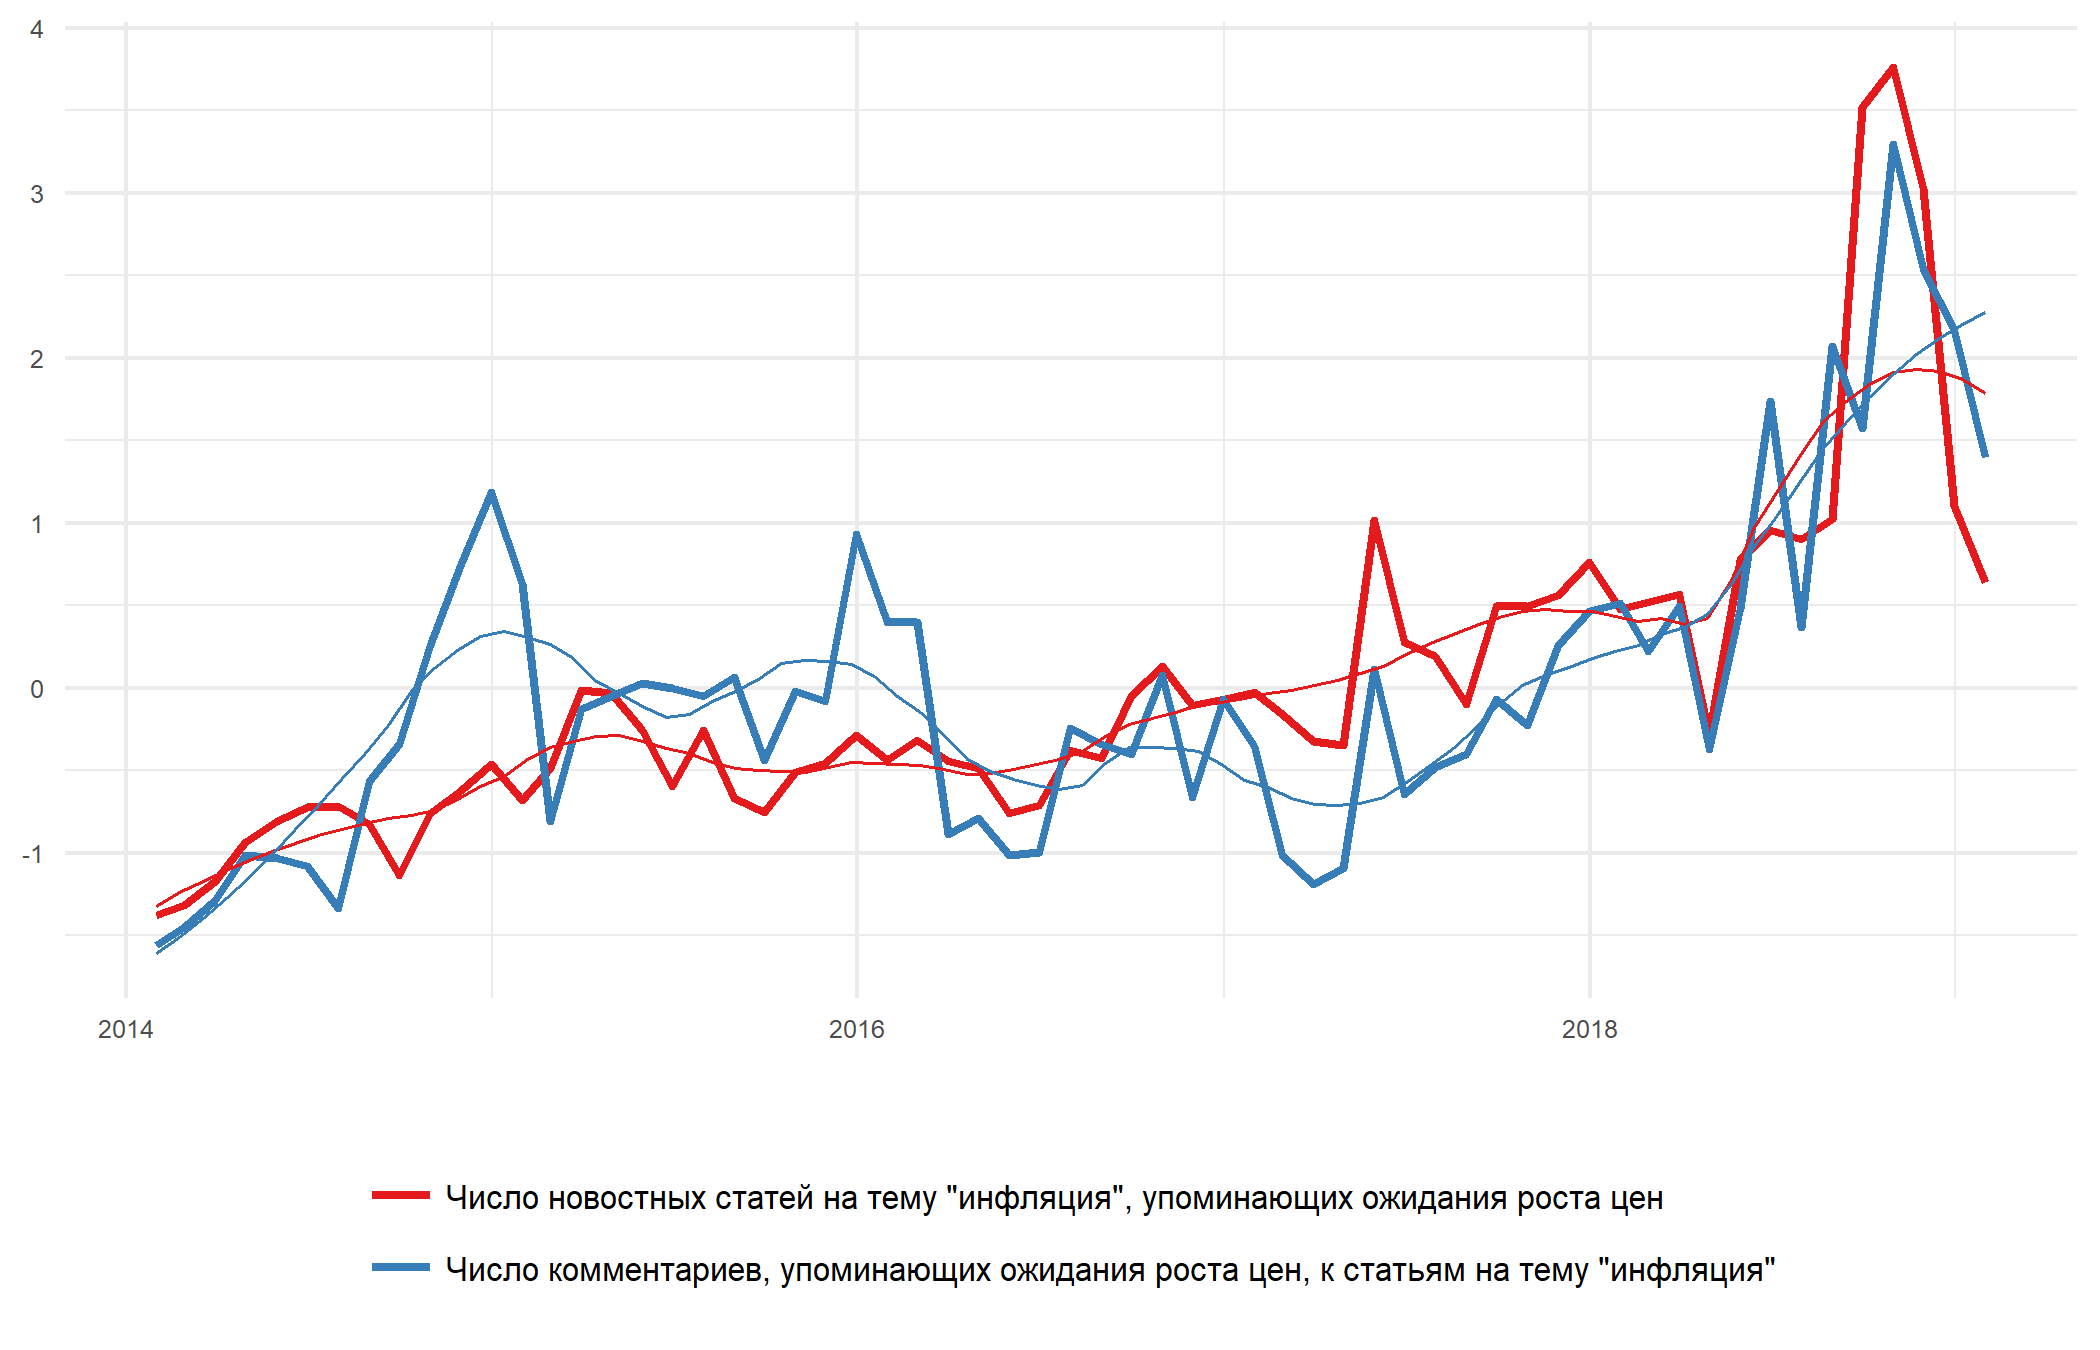 4
3
2
1
0
-1
2014 2016 2018
Число новостных статей на тему "инфляция", упоминающих ожидания роста цен
Число комментариев, упоминающих ожидания роста цен, к статьям на тему "инфляция"